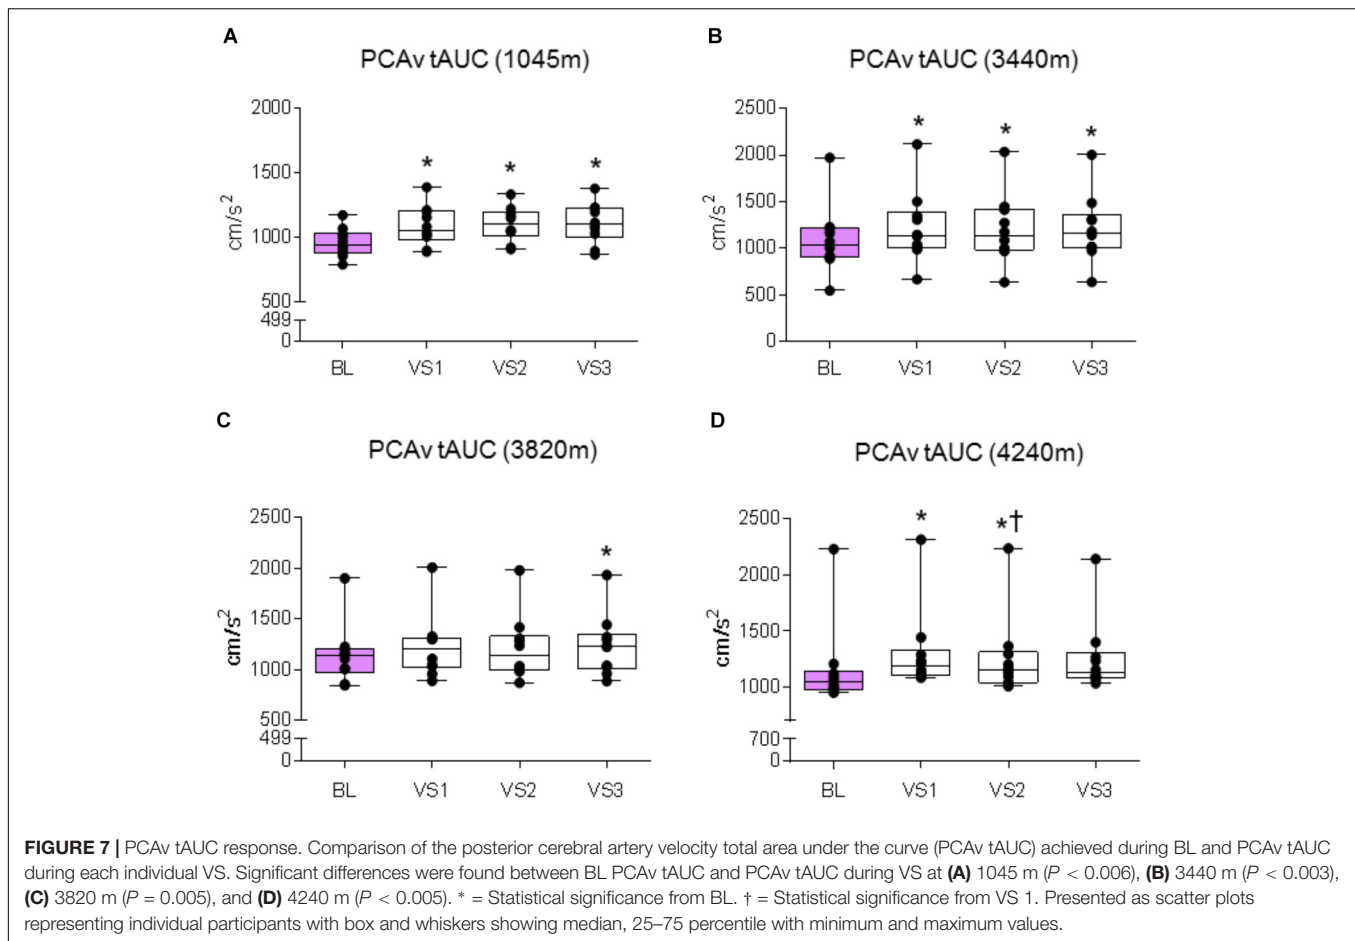 A
PCAv tAUC (1045m)
2000
1500
1000
500
499
0
cm/s²
*
*
*
BL VS1 VS2 VS3
B
PCAv tAUC (3440m)
2500
2000
1500
1000
500
0
cm/s²
*
*
*
BL VS1 VS2 VS3
C
PCAv tAUC (3820m)
2500
2000
1500
1000
500
499
0
cm/s²
*
BL VS1 VS2 VS3
D
PCAv tAUC (4240m)
2500
2000
1500
1000
700
0
cm/s²
*
*†
BL VS1 VS2 VS3
FIGURE 7 | PCAv tAUC response. Comparison of the posterior cerebral artery velocity total area under the curve (PCAv tAUC) achieved during BL and PCAv tAUC
during each individual VS. Significant differences were found between BL PCAv tAUC and PCAv tAUC during VS at (A) 1045 m (P < 0.006), (B) 3440 m (P < 0.003),
(C) 3820 m (P = 0.005), and (D) 4240 m (P < 0.005). * = Statistical significance from BL. † = Statistical significance from VS 1. Presented as scatter plots
representing individual participants with box and whiskers showing median, 25–75 percentile with minimum and maximum values.